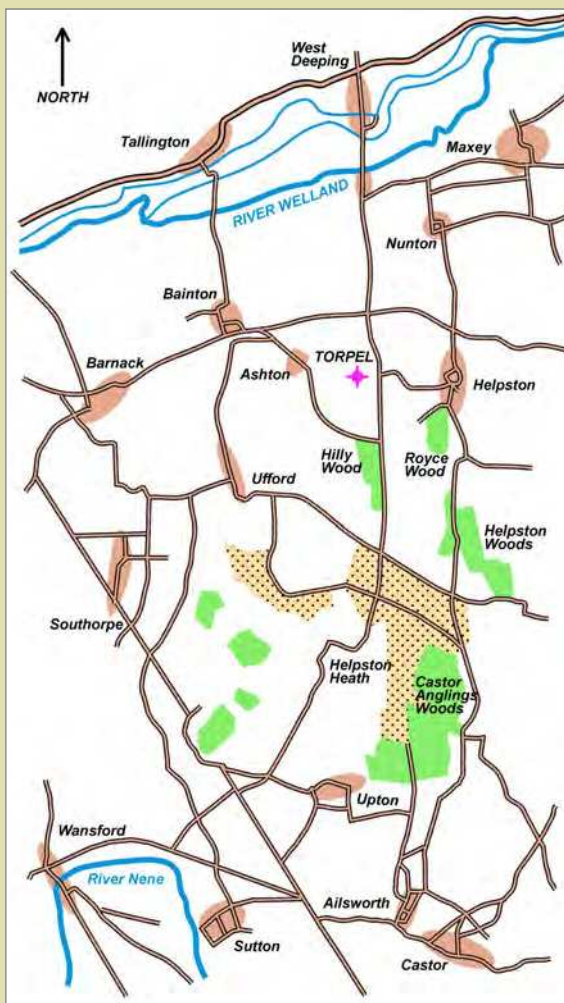 West
Deeping
NORTH
Tallington
Maxey
RIVER WELLAND
Nunton
Bainton
TORPEL
Barnack
Ashton
Helpston
Hilly
Wood
Royce
Wood
Ufford
Helpston
Woods
Southorpe
Helpston
Heath
Castor
Anglings
Woods
Upton
Wansford
River Nene
Ailsworth
Sutton
Castor